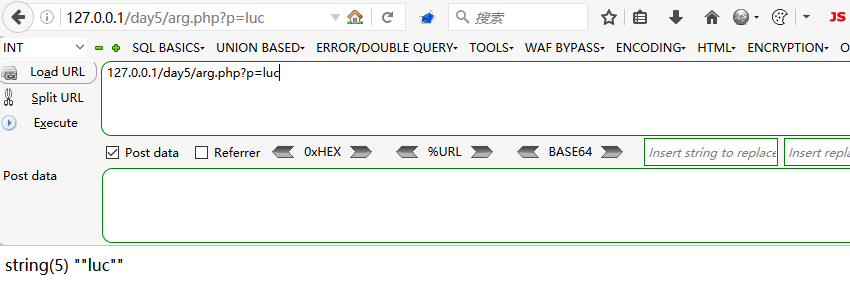 127.0.0.1/day5/arg.php?p=luc
搜索
JS
INT
SQL BASICS
UNION BASED
ERROR/DOUBLE QUERY
TOOLS
WAF BYPASS
ENCODING
HTML
ENCRYPTION
O
Load URL
127.0.0.1/day5/arg.php?p=luc
Split URL
Execute
Post data
Referrer
0xHEX
%URL
BASE64
Insert string to replace
Insert repla
Post data
string(5) ""luc""